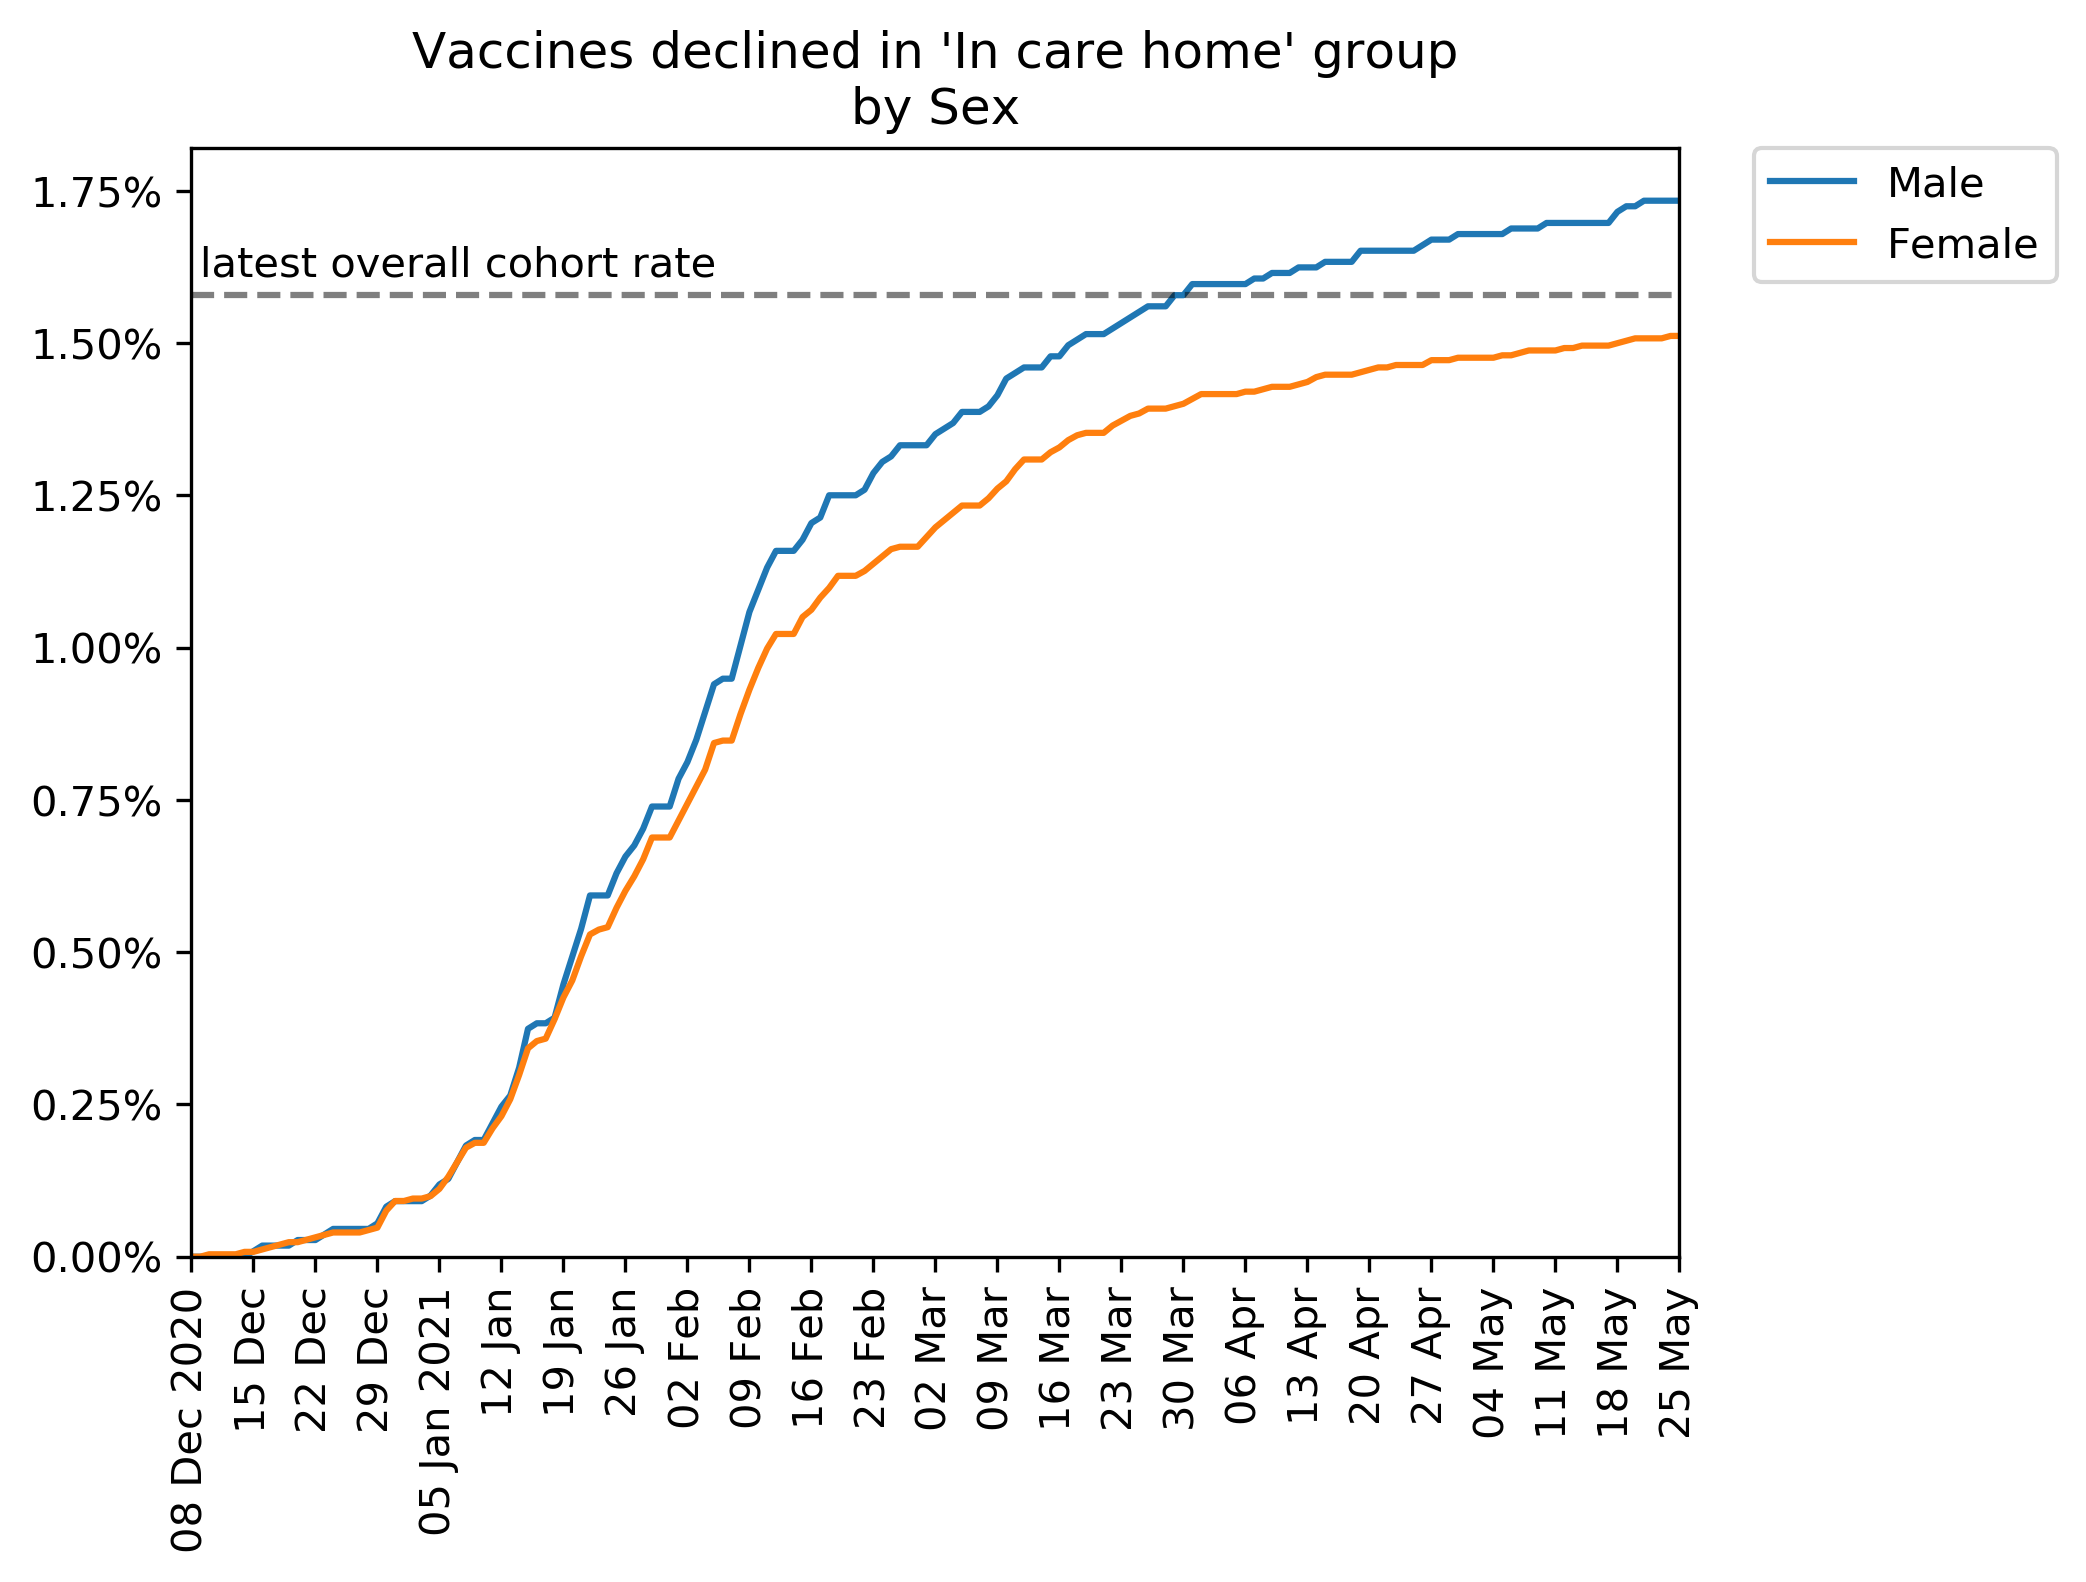 Vaccines declined in 'In care home' group
by Sex
1.75%
1.50%
1.25%
1.00%
0.75%
0.50%
0.25%
0.00%
latest overall cohort rate
Male
Female
08 Dec 2020
15 Dec
22 Dec
29 Dec
05 Jan 2021
12 Jan
19 Jan
26 Jan
02 Feb
09 Feb
16 Feb
23 Feb
02 Mar
09 Mar
16 Mar
23 Mar
30 Mar
06 Apr
13 Apr
20 Apr
27 Apr
04 May
11 May
18 May
25 May